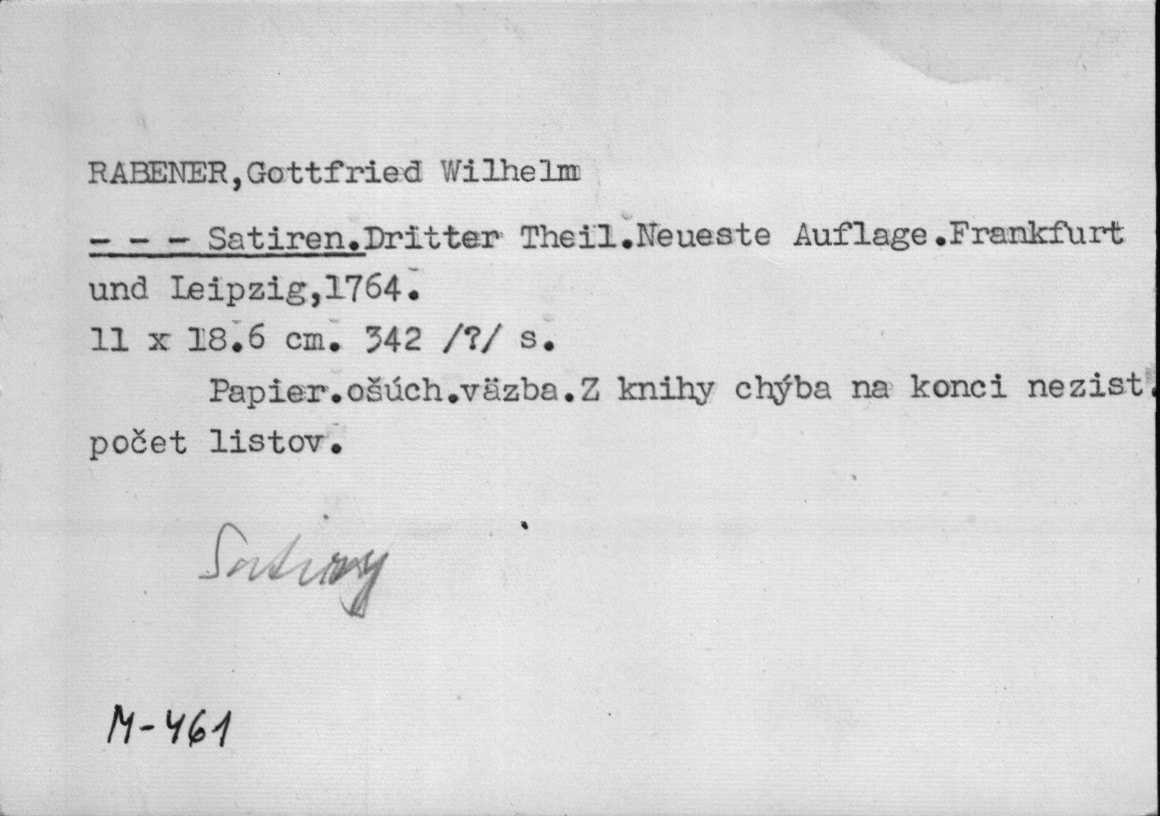 RABENER,Gottfried Wilhelm
- - - Satiren.Dritter Theil.Neueste Auflage.Frankfurt
und Leipzig,1764.
11 x 18.6 cm. 342 /?/ s.
Papier.ošúch.väzba.Z knihy chýba na konci nezist.
počet listov.
Satiry
M-461